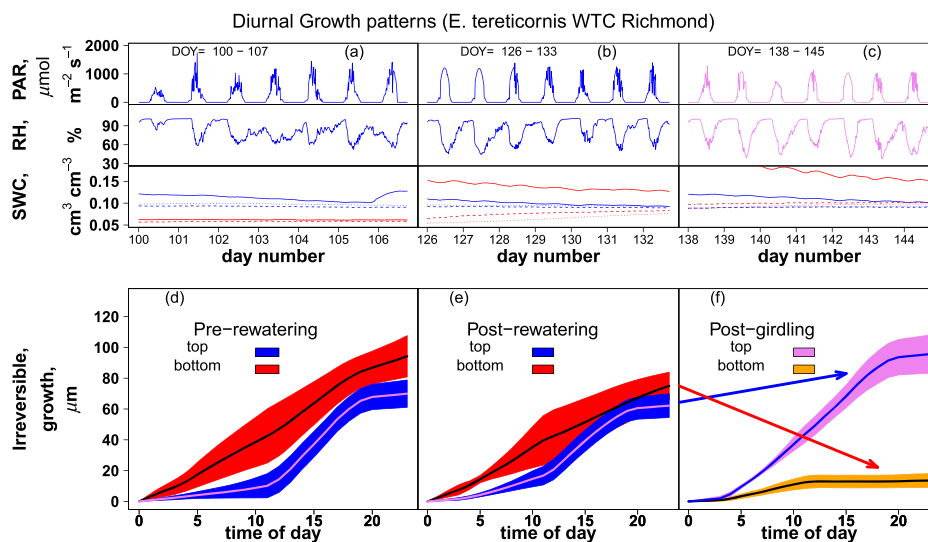 Diurnal Growth patterns (E. tereticornis WTC Richmond)
PAR, μmol m−2 s−1
2000
1000
0
DOY= 100 − 107 (a)
DOY= 126 − 133 (b)
DOY= 138 − 145 (c)
RH, %
90
60
30
SWC, cm3 cm−3
0.15
0.10
0.05
100 101 102 103 104 105 106
126 127 128 129 130 131 132
138 139 140 141 142 143 144
day number day number day number
(d) (e) (f)
Irreversible, growth, μm
120
100
80
60
40
20
0
Pre−rewatering
top
bottom
Post−rewatering
top
bottom
Post−girdling
top
bottom
0 5 10 15 20
0 5 10 15 20
0 5 10 15 20
time of day time of day time of day